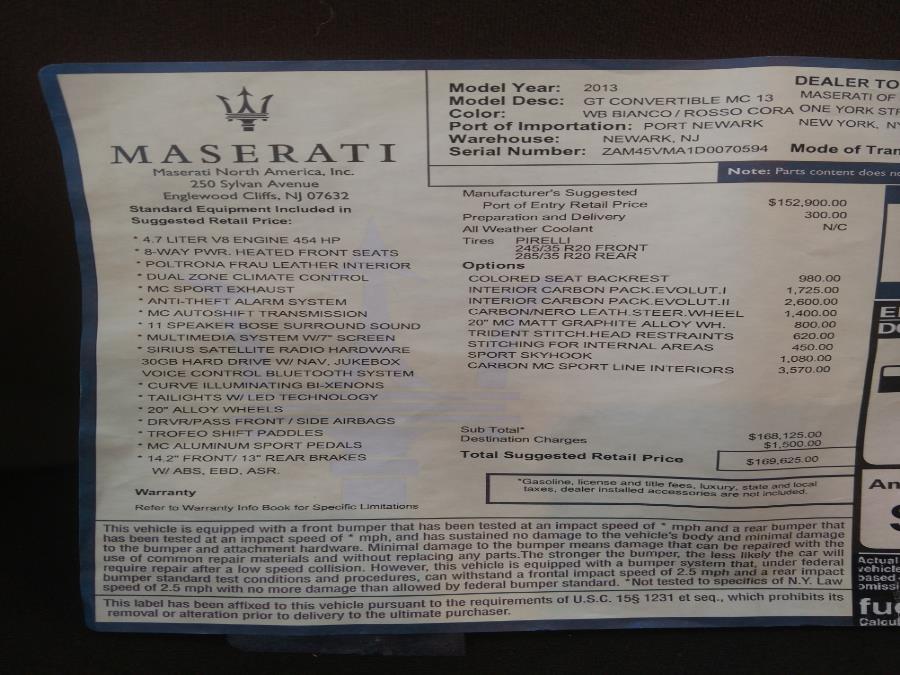 MASERATI
Maserati North America, Inc.
250 Sylvan Avenue
Englewood Cliffs, NJ 07632
Standard Equipment Included in
Suggested Retail Price:
* 4.7 LITER V8 ENGINE 454 HP
* 8-WAY PWR. HEATED FRONT SEATS
* POLTRONA FRAU LEATHER INTERIOR
* DUAL ZONE CLIMATE CONTROL
* MC SPORT EXHAUST
* ANTI-THEFT ALARM SYSTEM
* MC AUTOSHIFT TRANSMISSION
* 11 SPEAKER BOSE SURROUND SOUND
* MULTIMEDIA SYSTEM W/7" SCREEN
* SIRIUS SATELLITE RADIO HARDWARE
30GB HARD DRIVE W/ NAV, JUKEBOX
VOICE CONTROL BLUETOOTH SYSTEM
* CURVE ILLUMINATING BI-XENONS
* TAILIGHTS W/ LED TECHNOLOGY
* 20" ALLOY WHEELS
* DRVR/PASS FRONT / SIDE AIRBAGS
* TROFEO SHIFT PADDLES
* MC ALUMINUM SPORT PEDALS
* 14.2" FRONT/ 13" REAR BRAKES
W/ ABS, EBD, ASR.
Warranty
Refer to Warranty Info Book for Specific Limitations
Model Year: 2013
Model Desc: GT CONVERTIBLE MC 13
Color: WB BIANCO / ROSSO CORA
Port of Importation: PORT NEWARK
Warehouse: NEWARK, NJ
Serial Number: ZAM45VMA1D0070594
DEALER TO
MASERATI OF
ONE YORK STR
NEW YORK, NY
Mode of Tran
Note: Parts content does no
Manufacturer's Suggested
Port of Entry Retail Price $152,900.00
Preparation and Delivery 300.00
All Weather Coolant N/C
Tires PIRELLI
245/35 R20 FRONT
285/35 R20 REAR
Options
COLORED SEAT BACKREST 980.00
INTERIOR CARBON PACK.EVOLUT.I 1,725.00
INTERIOR CARBON PACK.EVOLUT.II 2,600.00
CARBON/NERO LEATH.STEER.WHEEL 1,400.00
20" MC MATT GRAPHITE ALLOY WH. 800.00
TRIDENT STITCH.HEAD RESTRAINTS 620.00
STITCHING FOR INTERNAL AREAS 450.00
SPORT SKYHOOK 1,080.00
CARBON MC SPORT LINE INTERIORS 3,570.00
Sub Total* $168,125.00
Destination Charges $1,500.00
Total Suggested Retail Price $169,625.00
*Gasoline, license and title fees, luxury, state and local
taxes, dealer installed accessories are not included.
This vehicle is equipped with a front bumper that has been tested at an impact speed of * mph and a rear bumper that
has been tested at an impact speed of * mph, and has sustained no damage to the vehicle's body and minimal damage
to the bumper and attachment hardware. Minimal damage to the bumper means damage that can be repaired with the
use of common repair materials and without replacing any parts. The stronger the bumper, the less likely the car will
require repair after a low speed collision. However, this vehicle is equipped with a bumper system that, under federal
bumper standard test conditions and procedures, can withstand a frontal impact speed of 2.5 mph and a rear impact
speed of 2.5 mph with no more damage than allowed by federal bumper standard. *Not tested to specifics of N.Y. Law
This label has been affixed to this vehicle pursuant to the requirements of U.S.C. 15§ 1231 et seq., which prohibits its
removal or alteration prior to delivery to the ultimate purchaser.
An
$
Actual
vehicle
based
omissi
fue
Calcul